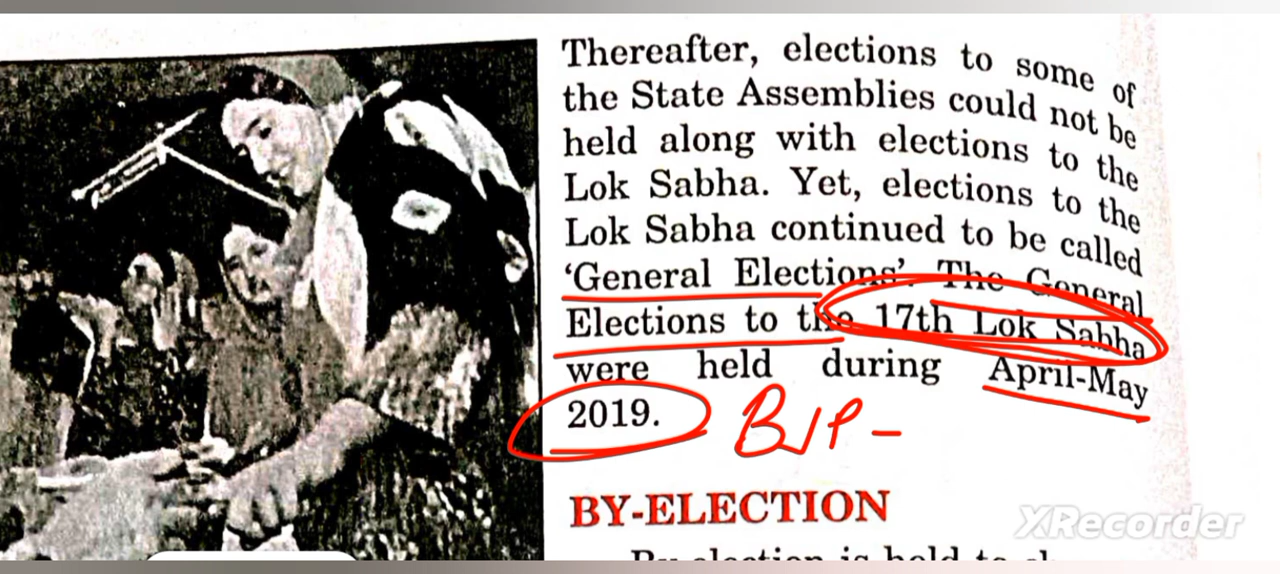 Thereafter, elections to some of
the State Assemblies could not be
held along with elections to the
Lok Sabha. Yet, elections to the
Lok Sabha continued to be called
‘General Elections’. The General
Elections to the 17th Lok Sabha
were held during April-May
2019.
BJP –
BY-ELECTION
XRecorder